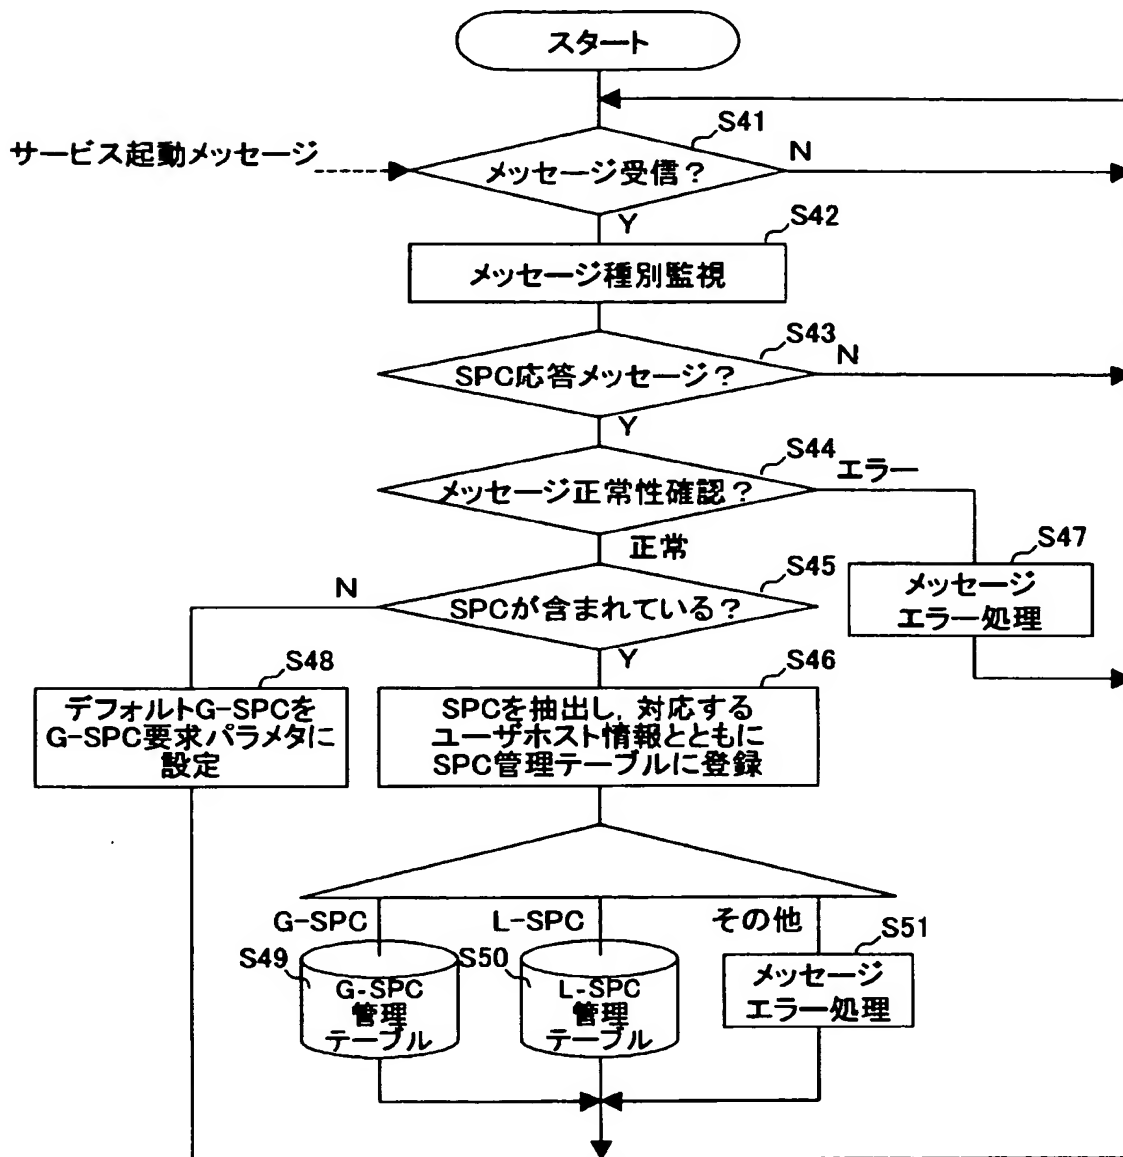 スタート
S41
サービス起動メッセージ
メッセージ受信?
N
Y
S42
メッセージ種別監視
S43
SPC応答メッセージ?
N
Y
S44
メッセージ正常性確認?
エラー
正常
S47
メッセージ
エラー処理
S45
SPCが含まれている?
N
Y
S48
デフォルトG-SPCを
G-SPC要求パラメタに
設定
S46
SPCを抽出し,対応する
ユーザホスト情報とともに
SPC管理テーブルに登録
G-SPC
L-SPC
その他
S49
G-SPC
管理
テーブル
S50
L-SPC
管理
テーブル
S51
メッセージ
エラー処理